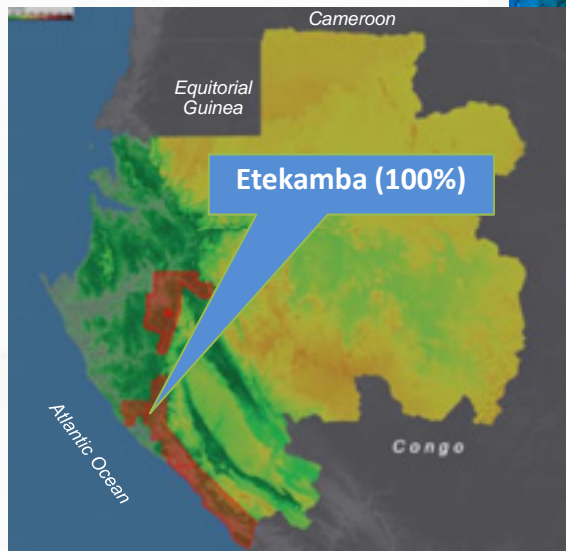 Cameroon
Equitorial
Guinea
Etekamba (100%)
Atlantic Ocean
Congo